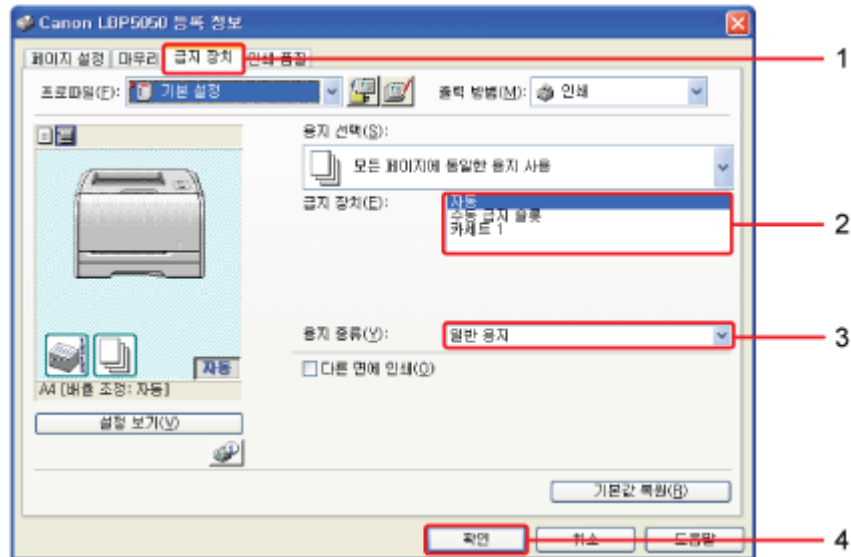 Canon LBP5050 등록 정보
페이지 설정 마무리 급지 장치 인쇄 품질 1
프로파일(F): 기본 설정 출력 방법(M): 인쇄
용지 선택(S):
모든 페이지에 동일한 용지 사용
급지 장치(E): 자동
수동 급지 슬롯 2
카세트 1
용지 종류(Y): 일반 용지 3
자동 다른 면에 인쇄(O)
A4 [배율 조정: 자동]
설정 보기(V)
기본값 복원(R)
확인 취소 도움말 4